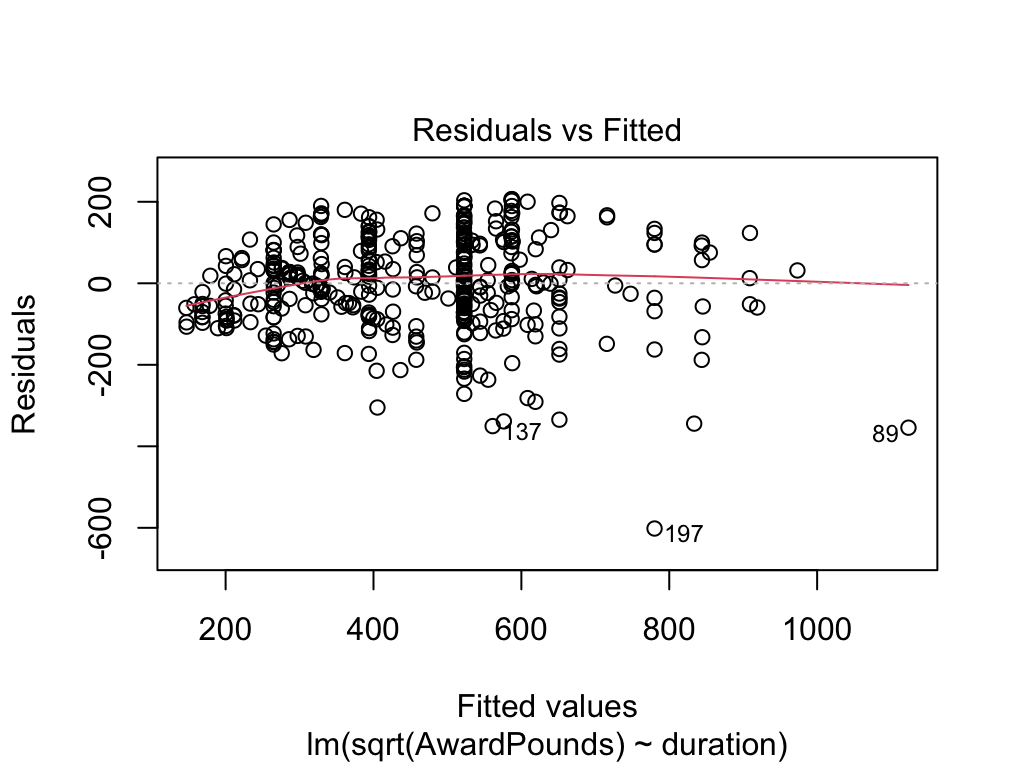 Residuals vs Fitted
Residuals
200
0
-200
-600
137
89
197
200 400 600 800 1000
Fitted values
lm(sqrt(AwardPounds) ~ duration)